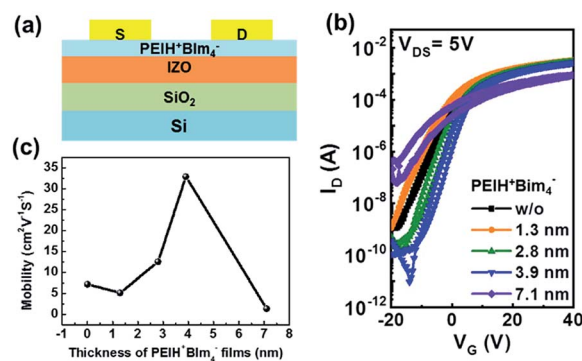 (a)
S
D
PEIH⁺BIm₄⁻
IZO
SiO₂
Si
(b)
V_DS= 5V
I_D (A)
10⁻²
10⁻⁴
10⁻⁶
10⁻⁸
10⁻¹⁰
10⁻¹²
PEIH⁺Bim₄⁻
w/o
1.3 nm
2.8 nm
3.9 nm
7.1 nm
-20 0 20 40
V_G (V)
(c)
Mobility (cm²V⁻¹S⁻¹)
35
30
25
20
15
10
5
0
0 1 2 3 4 5 6 7 8
Thickness of PEIH⁺BIm₄⁻ films (nm)